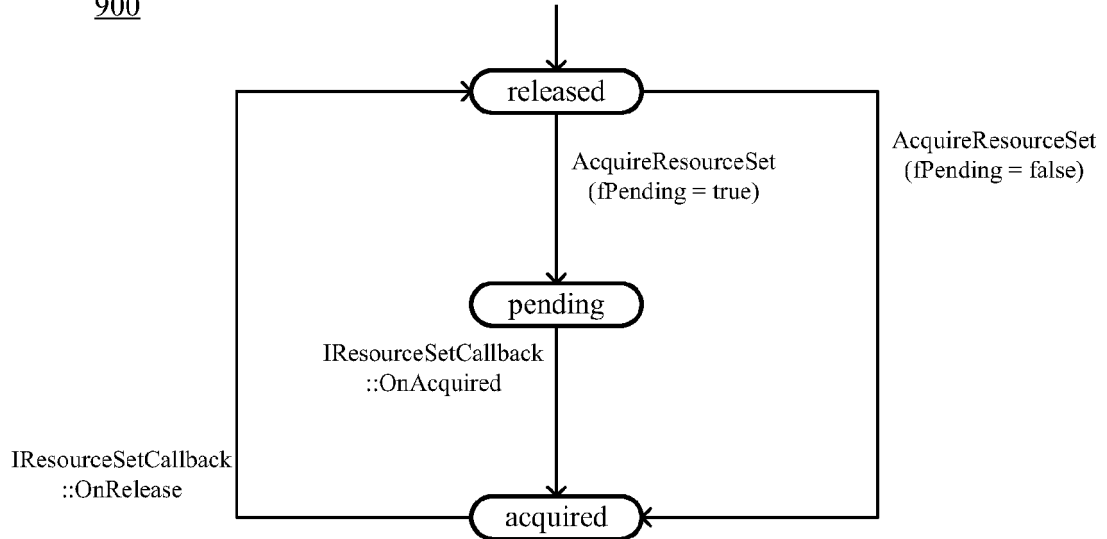 900
released
AcquireResourceSet
(fPending = true)
AcquireResourceSet
(fPending = false)
pending
IResourceSetCallback
::OnAcquired
IResourceSetCallback
::OnRelease
acquired